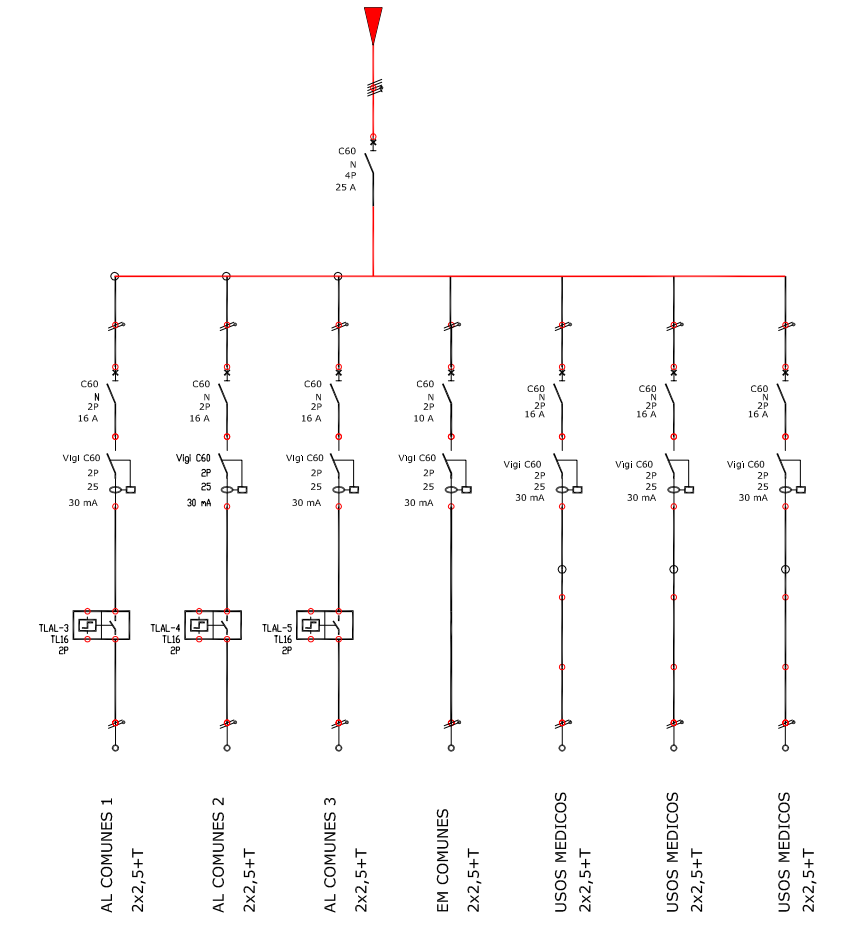 C60
N
4P
25 A
C60
N
2P
16 A
C60
N
2P
16 A
C60
N
2P
16 A
C60
N
2P
10 A
C60
N
2P
16 A
C60
N
2P
16 A
C60
N
2P
16 A
Vigi C60
2P
25
30 mA
Vigi C60
2P
25
30 mA
Vigi C60
2P
25
30 mA
Vigi C60
2P
25
30 mA
Vigi C60
2P
25
30 mA
Vigi C60
2P
25
30 mA
Vigi C60
2P
25
30 mA
TLAL-3
TL16
2P
TLAL-4
TL16
2P
TLAL-5
TL16
2P
AL COMUNES 1
2x2,5+T
AL COMUNES 2
2x2,5+T
AL COMUNES 3
2x2,5+T
EM COMUNES
2x2,5+T
USOS MEDICOS
2x2,5+T
USOS MEDICOS
2x2,5+T
USOS MEDICOS
2x2,5+T